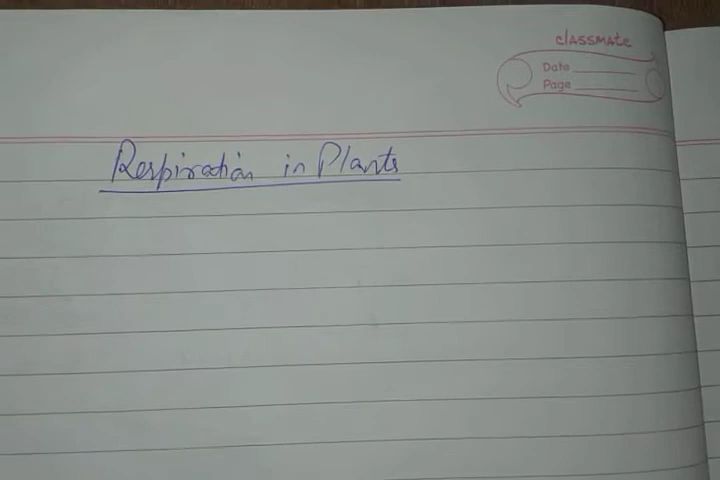 classmate
Date
Page
Respiration in Plants